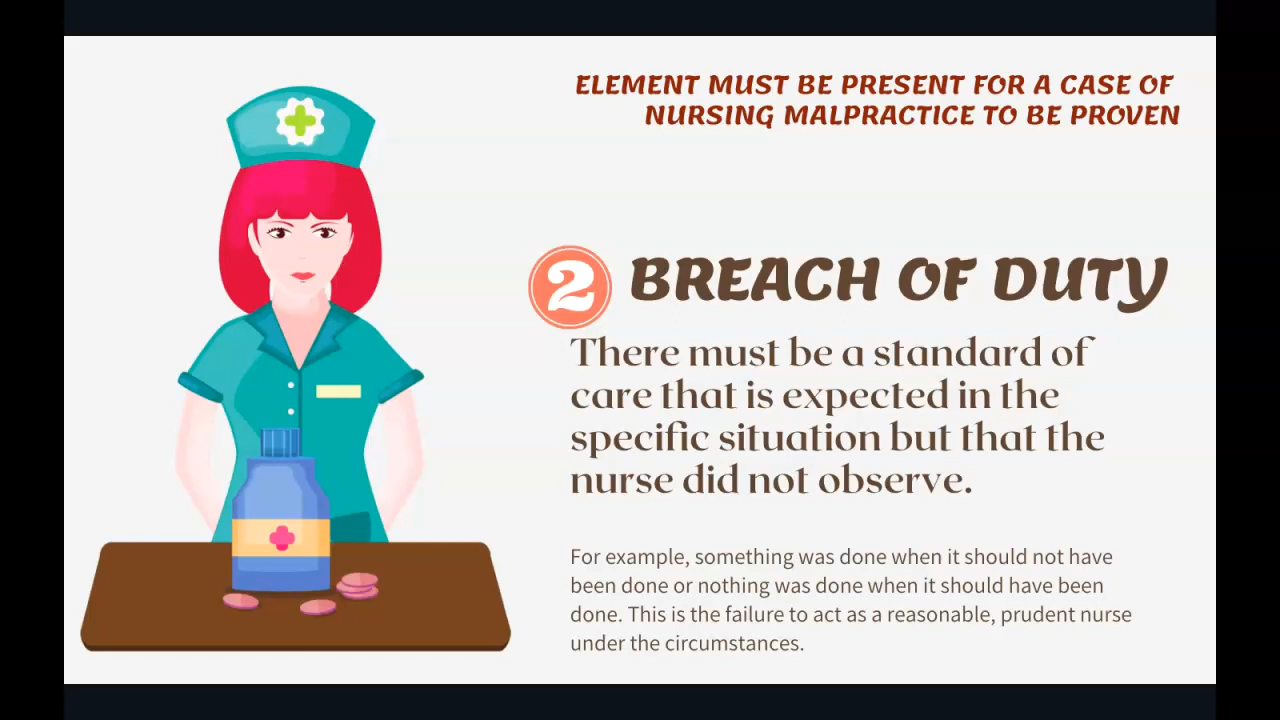 ELEMENT MUST BE PRESENT FOR A CASE OF
NURSING MALPRACTICE TO BE PROVEN
2 BREACH OF DUTY
There must be a standard of
care that is expected in the
specific situation but that the
nurse did not observe.
For example, something was done when it should not have
been done or nothing was done when it should have been
done. This is the failure to act as a reasonable, prudent nurse
under the circumstances.